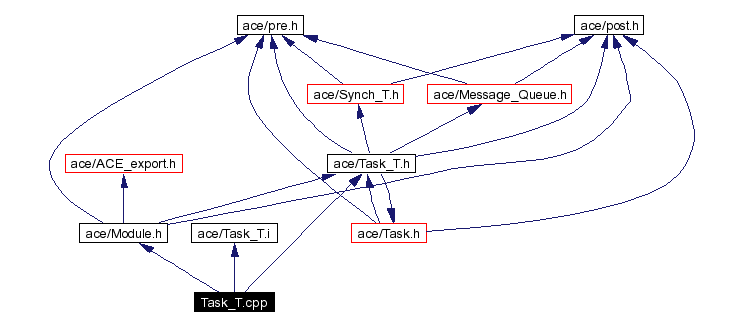 ace/pre.h
ace/post.h
ace/Synch_T.h
ace/Message_Queue.h
ace/ACE_export.h
ace/Task_T.h
ace/Module.h
ace/Task_T.i
ace/Task.h
Task_T.cpp